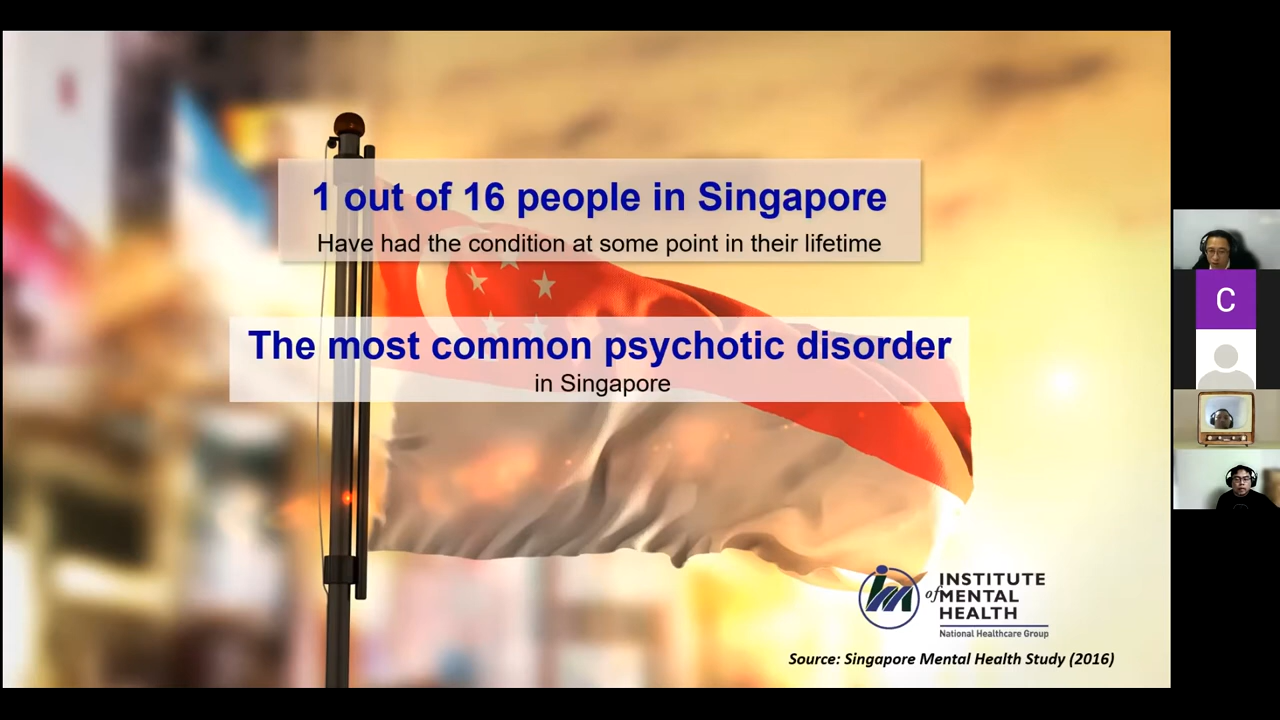 1 out of 16 people in Singapore
Have had the condition at some point in their lifetime
The most common psychotic disorder
in Singapore
C
INSTITUTE
of MENTAL
HEALTH
National Healthcare Group
Source: Singapore Mental Health Study (2016)